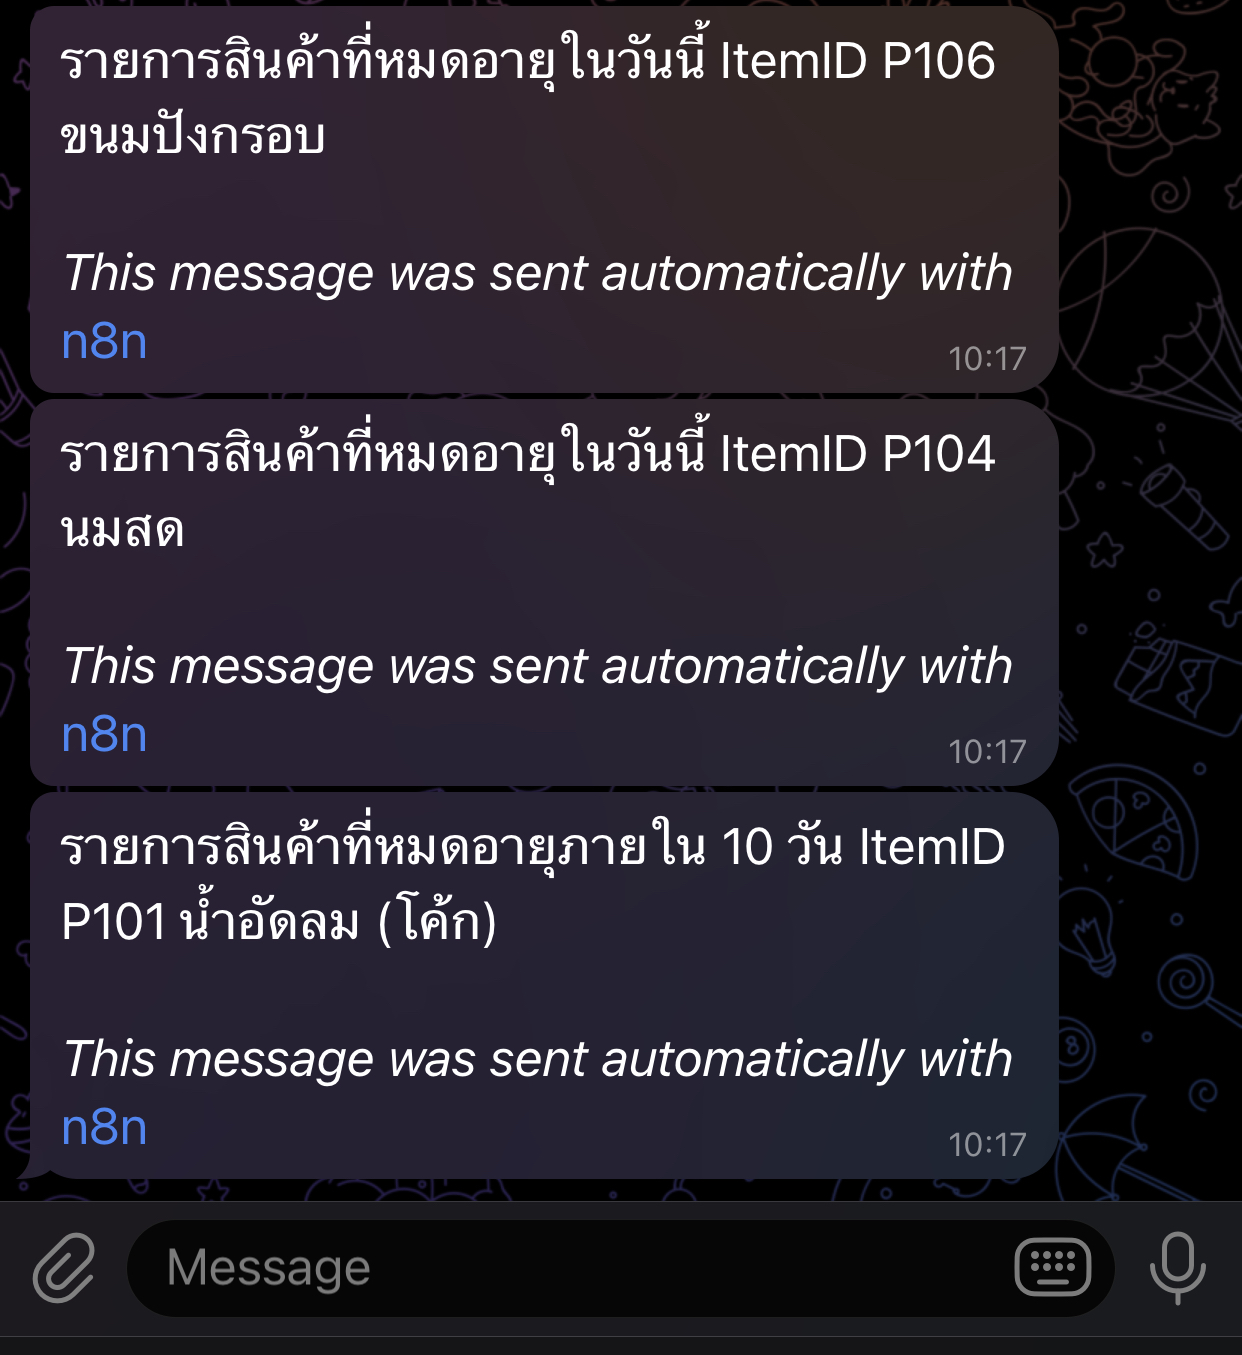 รายการสินค้าที่หมดอายุในวันนี้ ItemID P106
ขนมปังกรอบ
This message was sent automatically with
n8n
10:17
รายการสินค้าที่หมดอายุในวันนี้ ItemID P104
นมสด
This message was sent automatically with
n8n
10:17
รายการสินค้าที่หมดอายุภายใน 10 วัน ItemID
P101 น้ำอัดลม (โค้ก)
This message was sent automatically with
n8n
10:17
Message